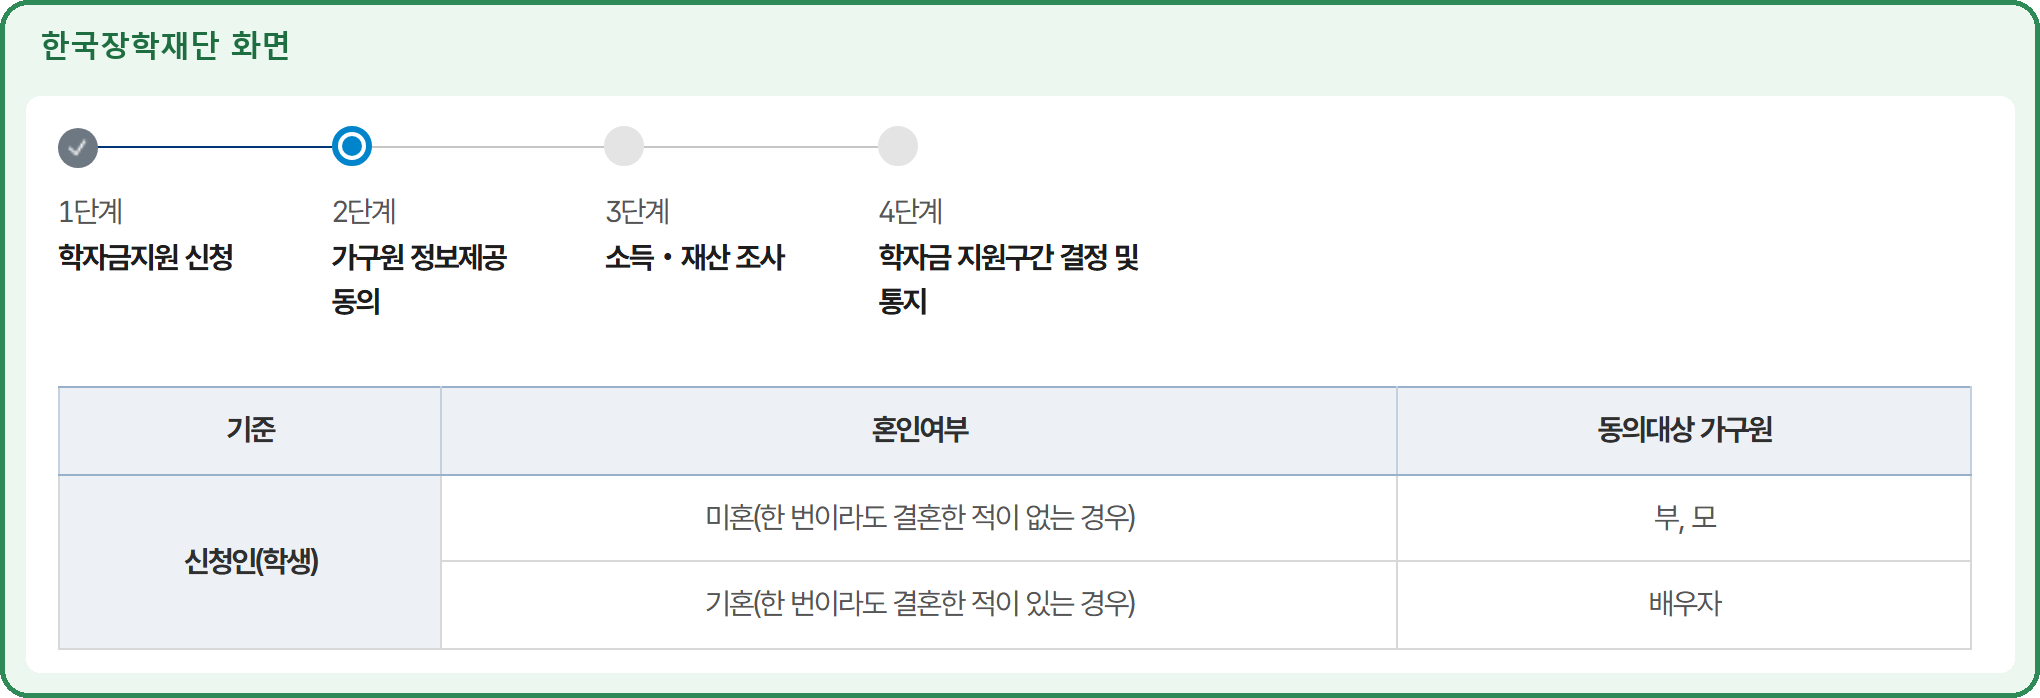 한국장학재단 화면
1단계
학자금지원 신청
2단계
가구원 정보제공
동의
3단계
소득 • 재산 조사
4단계
학자금 지원구간 결정 및
통지
기준 혼인여부 동의대상 가구원
신청인(학생)
미혼(한 번이라도 결혼한 적이 없는 경우) 부, 모
기혼(한 번이라도 결혼한 적이 있는 경우) 배우자